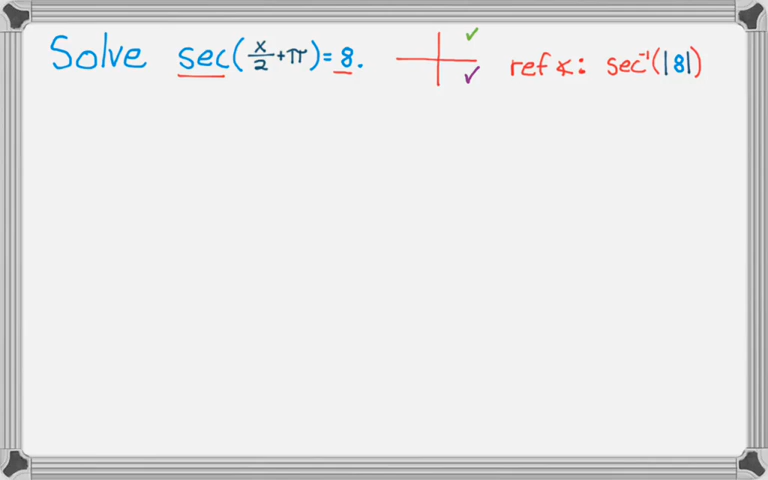 Solve sec(x/2+π)=8. ✓ ✓ ref ∡: sec⁻¹(|8|)